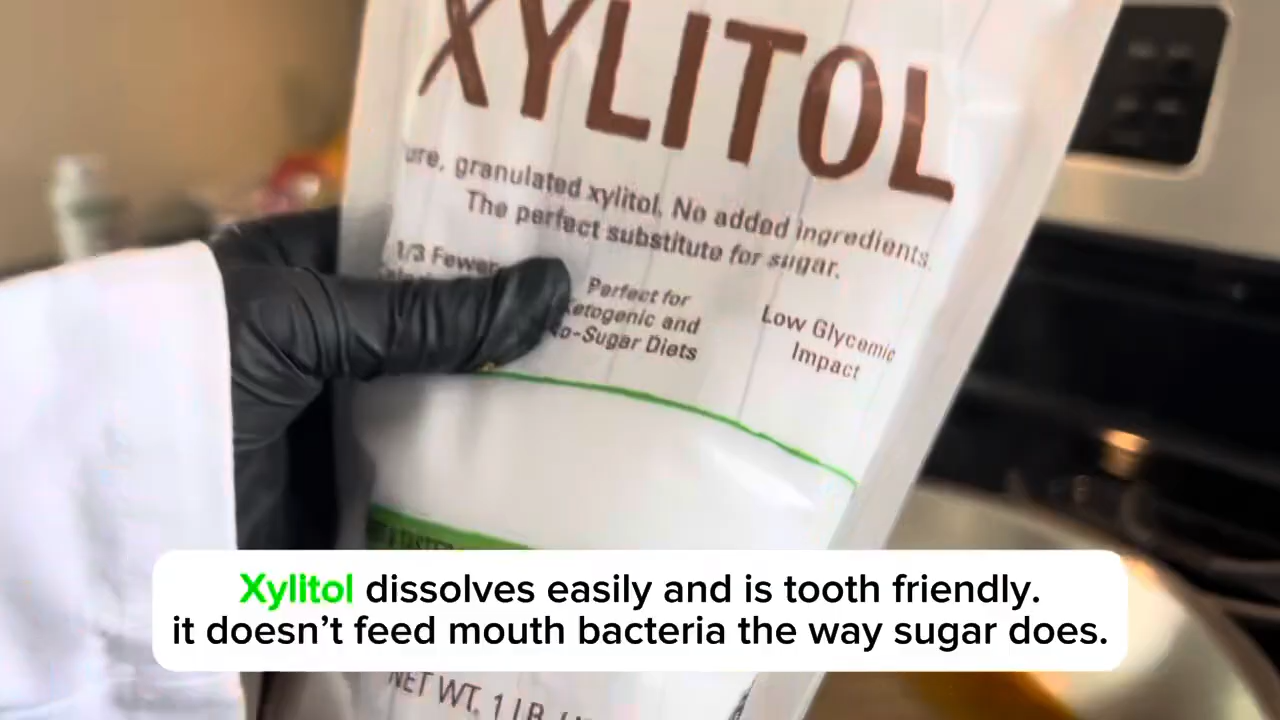 XYLITOL
ure, granulated xylitol. No added ingredients.
The perfect substitute for sugar.
1/3 Fewer
Perfect for
Ketogenic and
No-Sugar Diets
Low Glycemic
Impact
Xylitol dissolves easily and is tooth friendly.
it doesn't feed mouth bacteria the way sugar does.
NET WT. 1 LB